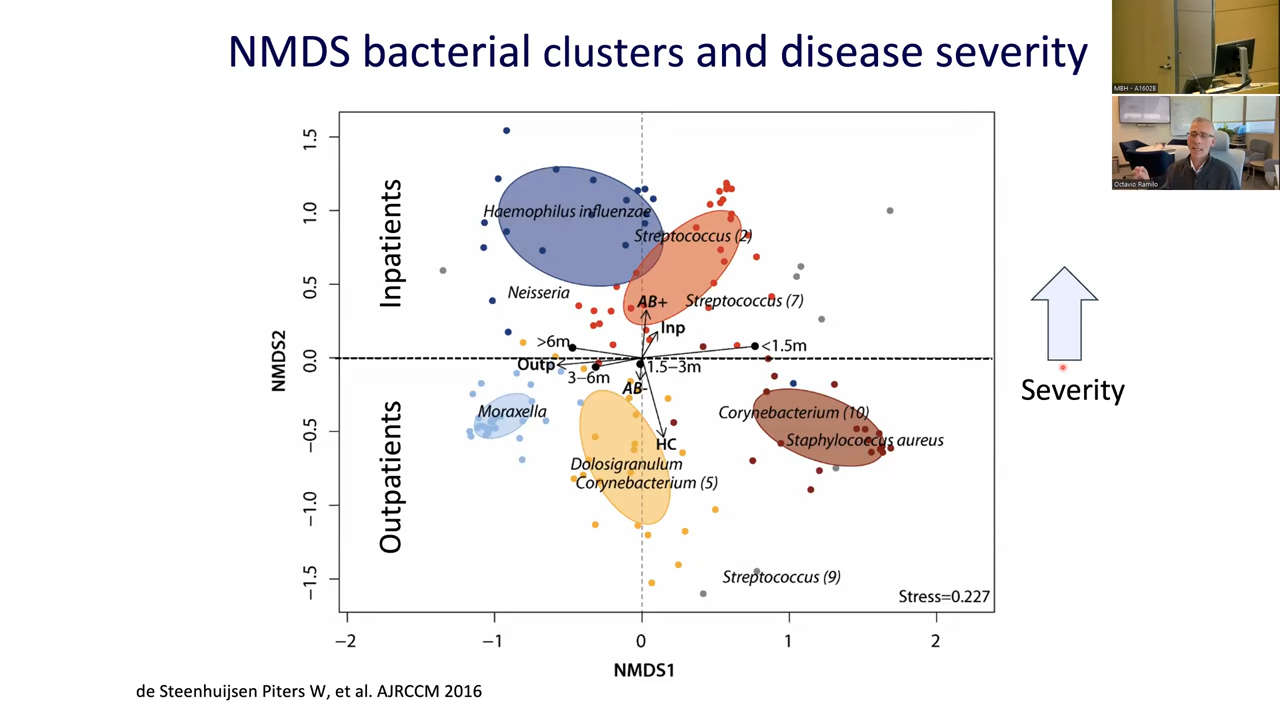 NMDS bacterial clusters and disease severity
MBH - A1602B
Octavio Ramilo
Inpatients
Outpatients
NMDS2
1.5
1.0
0.5
0.0
−0.5
−1.0
−1.5
Haemophilus influenzae
Streptococcus (2)
Neisseria
AB+
Streptococcus (7)
Inp
>6m
<1.5m
Outp
1.5−3m
3−6m
AB-
Moraxella
Corynebacterium (10)
HC
Staphylococcus aureus
Dolosigranulum
Corynebacterium (5)
Streptococcus (9)
Stress=0.227
−2
−1
0
1
2
NMDS1
Severity
de Steenhuijsen Piters W, et al. AJRCCM 2016